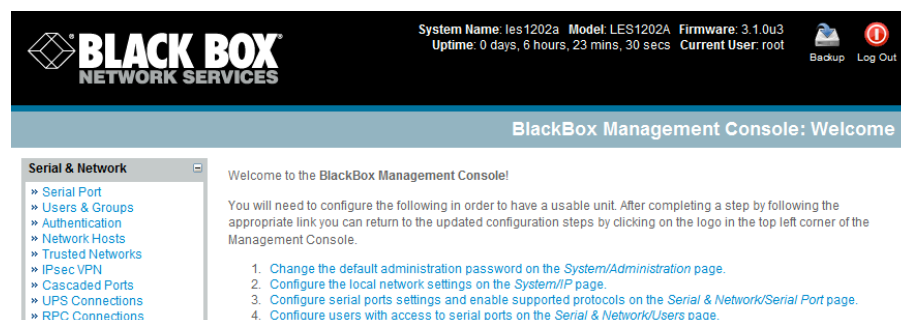 BLACK BOX®
NETWORK SERVICES
System Name: les1202a Model: LES1202A Firmware: 3.1.0u3
Uptime: 0 days, 6 hours, 23 mins, 30 secs Current User: root
Backup
Log Out
BlackBox Management Console: Welcome
Serial & Network
» Serial Port
» Users & Groups
» Authentication
» Network Hosts
» Trusted Networks
» IPsec VPN
» Cascaded Ports
» UPS Connections
» RPC Connections
Welcome to the BlackBox Management Console!
You will need to configure the following in order to have a usable unit. After completing a step by following the
appropriate link you can return to the updated configuration steps by clicking on the logo in the top left corner of the
Management Console.
1. Change the default administration password on the System/Administration page.
2. Configure the local network settings on the System/IP page.
3. Configure serial ports settings and enable supported protocols on the Serial & Network/Serial Port page.
4. Configure users with access to serial ports on the Serial & Network/Users page.